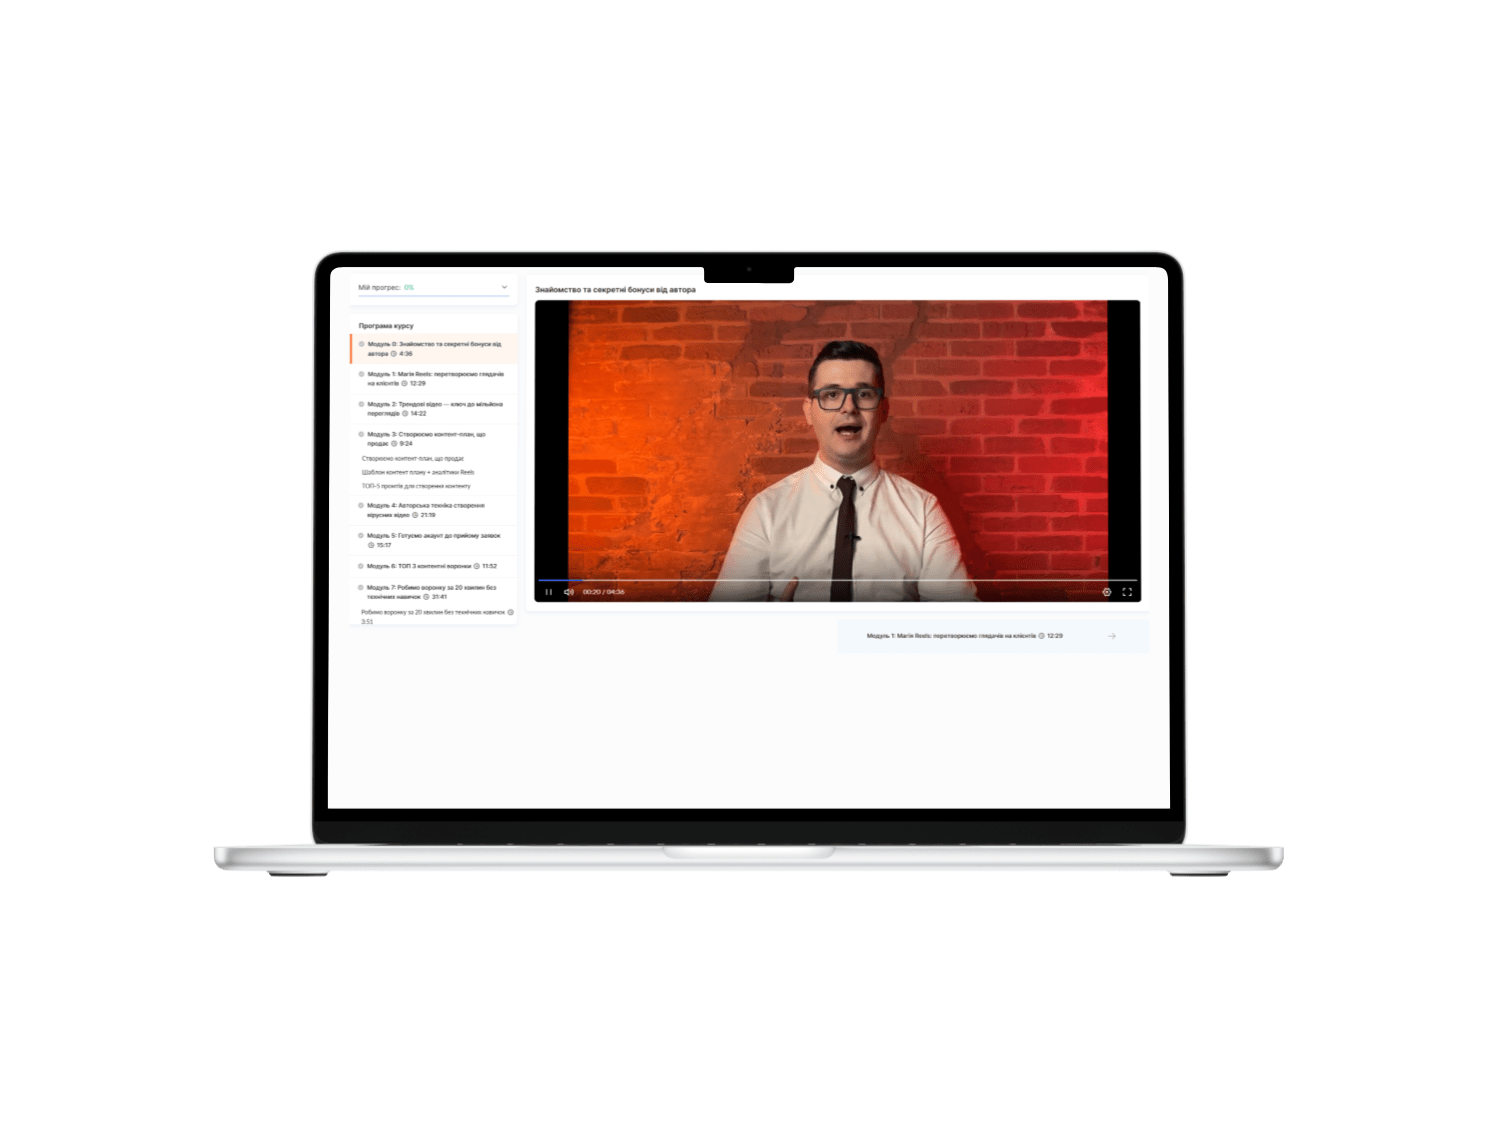 Мій прогрес: 0%
Програма курсу
Модуль 0: Знайомство та секретні бонуси від
автора 4:36
Модуль 1: Магія Reels: перетворюємо глядачів
на клієнтів 12:29
Модуль 2: Трендові відео — ключ до мільйона
переглядів 14:22
Модуль 3: Створюємо контент-план, що
продає 9:24
Створюємо контент-план, що продає
Шаблон контент плану + аналітики Reels
ТОП-5 промтів для створення контенту
Модуль 4: Авторська техніка створення
вірусних відео 21:19
Модуль 5: Готуємо акаунт до прийому заявок
15:17
Модуль 6: ТОП 3 контентні воронки 11:52
Модуль 7: Робимо воронку за 20 хвилин без
технічних навичок 31:41
Робимо воронку за 20 хвилин без технічних навичок
3:51
Знайомство та секретні бонуси від автора
00:20 / 04:36
Модуль 1: Магія Reels: перетворюємо глядачів на клієнтів 12:29